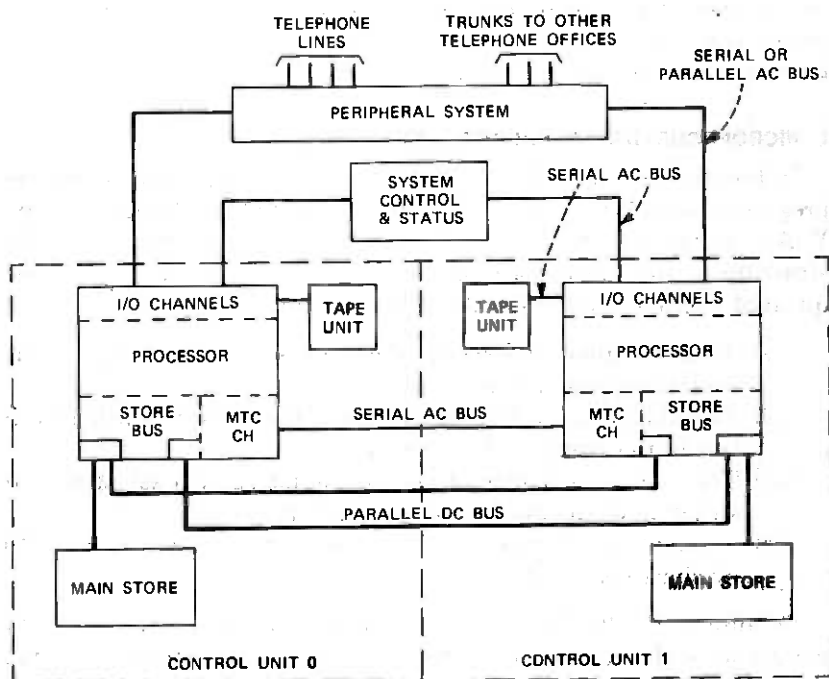 TELEPHONE
LINES
TRUNKS TO OTHER
TELEPHONE OFFICES
SERIAL OR
PARALLEL AC BUS
PERIPHERAL SYSTEM
SYSTEM
CONTROL
& STATUS
SERIAL AC BUS
I/O CHANNELS
TAPE
UNIT
TAPE
UNIT
I/O CHANNELS
PROCESSOR
PROCESSOR
STORE
BUS
MTC
CH
SERIAL AC BUS
MTC
CH
STORE
BUS
PARALLEL DC BUS
MAIN STORE
MAIN STORE
CONTROL UNIT 0
CONTROL UNIT 1